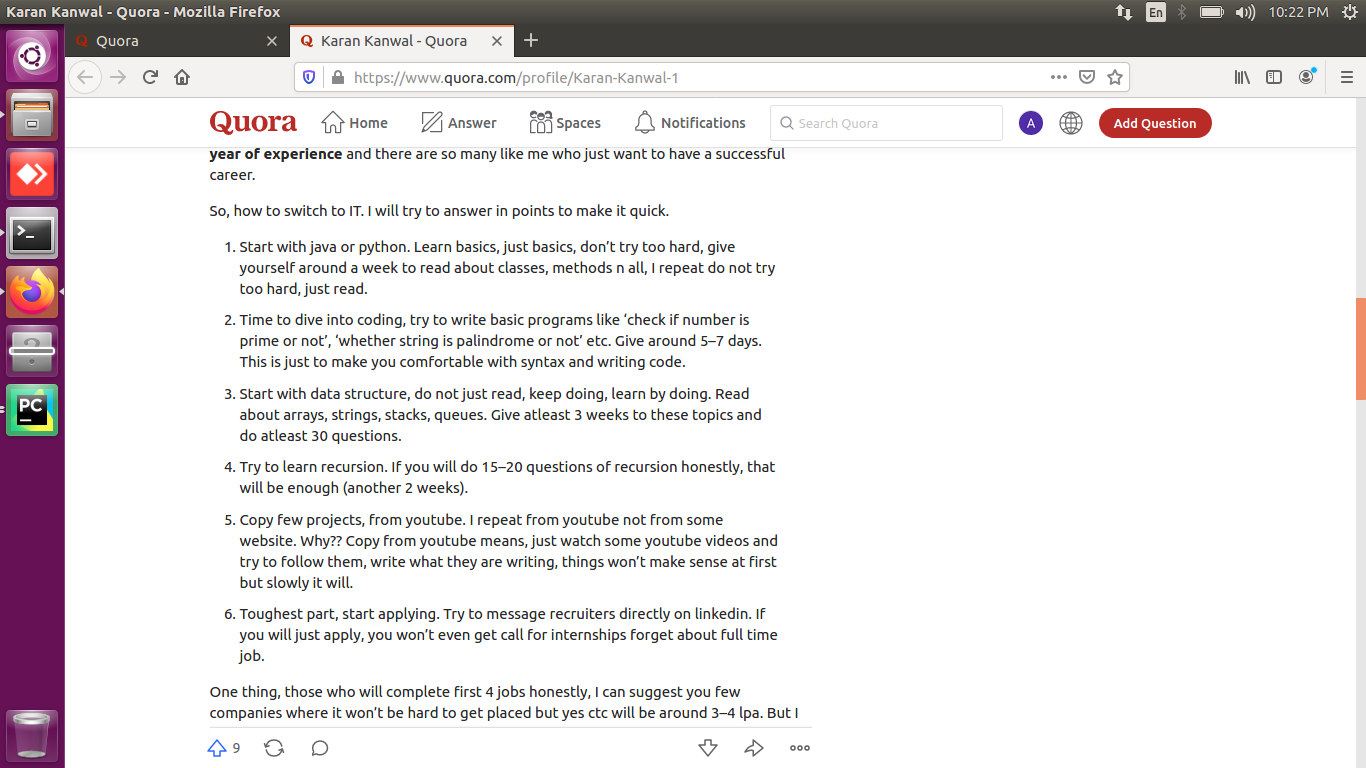 Karan Kanwal - Quora - Mozilla Firefox
En
10:22 PM
Quora
Karan Kanwal - Quora
https://www.quora.com/profile/Karan-Kanwal-1
Quora
Home
Answer
Spaces
Notifications
Search Quora
A
Add Question
year of experience and there are so many like me who just want to have a successful
career.
So, how to switch to IT. I will try to answer in points to make it quick.
1. Start with java or python. Learn basics, just basics, don’t try too hard, give
yourself around a week to read about classes, methods n all, I repeat do not try
too hard, just read.
2. Time to dive into coding, try to write basic programs like ‘check if number is
prime or not’, ‘whether string is palindrome or not’ etc. Give around 5–7 days.
This is just to make you comfortable with syntax and writing code.
3. Start with data structure, do not just read, keep doing, learn by doing. Read
about arrays, strings, stacks, queues. Give atleast 3 weeks to these topics and
do atleast 30 questions.
4. Try to learn recursion. If you will do 15–20 questions of recursion honestly, that
will be enough (another 2 weeks).
5. Copy few projects, from youtube. I repeat from youtube not from some
website. Why?? Copy from youtube means, just watch some youtube videos and
try to follow them, write what they are writing, things won’t make sense at first
but slowly it will.
6. Toughest part, start applying. Try to message recruiters directly on linkedin. If
you will just apply, you won’t even get call for internships forget about full time
job.
One thing, those who will complete first 4 jobs honestly, I can suggest you few
companies where it won’t be hard to get placed but yes ctc will be around 3–4 lpa. But I
9
PC